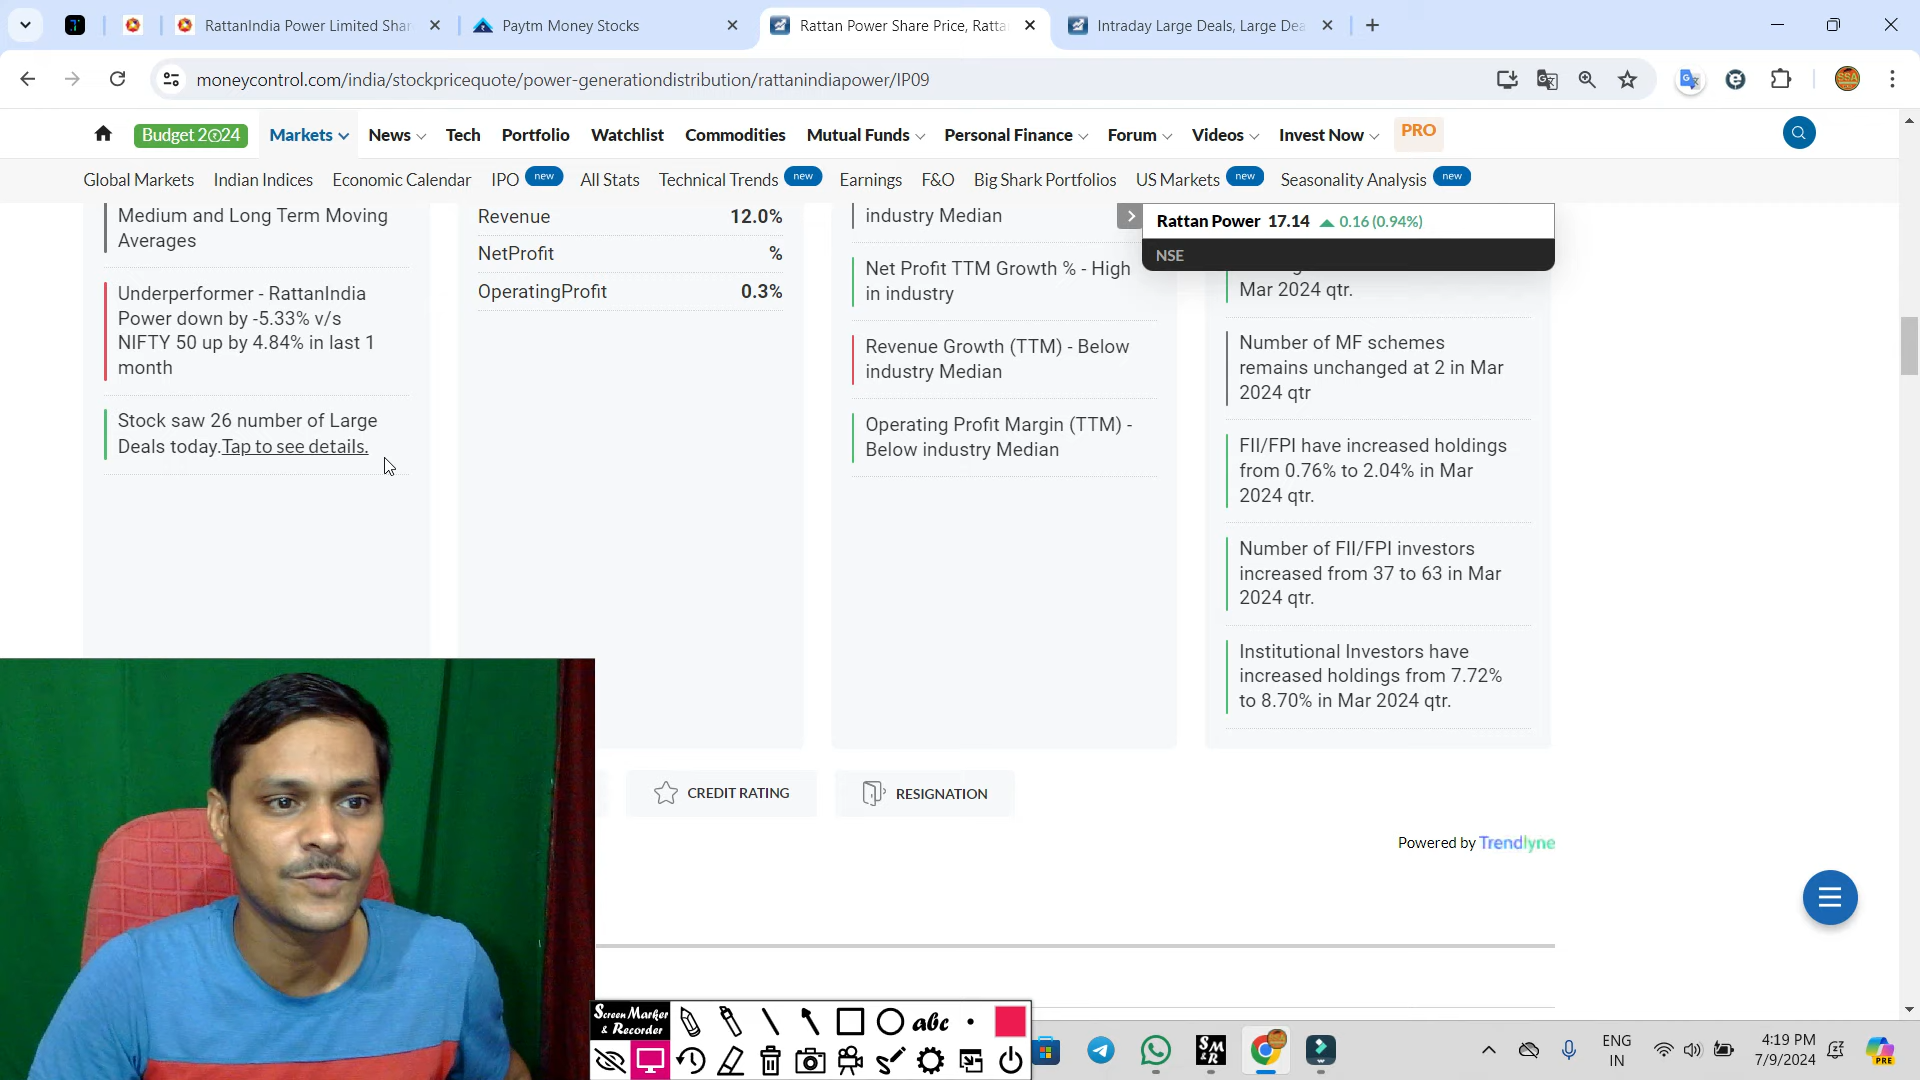 RattanIndia Power Limited Shar
Paytm Money Stocks
Rattan Power Share Price, Ratta
Intraday Large Deals, Large Dea
moneycontrol.com/india/stockpricequote/power-generationdistribution/rattanindiapower/IP09
Budget 2024
Markets
News
Tech
Portfolio
Watchlist
Commodities
Mutual Funds
Personal Finance
Forum
Videos
Invest Now
PRO
Global Markets
Indian Indices
Economic Calendar
IPO new
All Stats
Technical Trends new
Earnings
F&O
Big Shark Portfolios
US Markets new
Seasonality Analysis new
Medium and Long Term Moving
Averages
Underperformer - RattanIndia
Power down by -5.33% v/s
NIFTY 50 up by 4.84% in last 1
month
Stock saw 26 number of Large
Deals today.Tap to see details.
Revenue 12.0%
NetProfit %
OperatingProfit 0.3%
industry Median
Net Profit TTM Growth % - High
in industry
Revenue Growth (TTM) - Below
industry Median
Operating Profit Margin (TTM) -
Below industry Median
Rattan Power 17.14 0.16 (0.94%)
NSE
Mar 2024 qtr.
Number of MF schemes
remains unchanged at 2 in Mar
2024 qtr
FII/FPI have increased holdings
from 0.76% to 2.04% in Mar
2024 qtr.
Number of FII/FPI investors
increased from 37 to 63 in Mar
2024 qtr.
Institutional Investors have
increased holdings from 7.72%
to 8.70% in Mar 2024 qtr.
CREDIT RATING
RESIGNATION
Powered by Trendlyne
Screen Marker
& Recorder
abc
SM
&R
ENG
IN
4:19 PM
7/9/2024
PRE